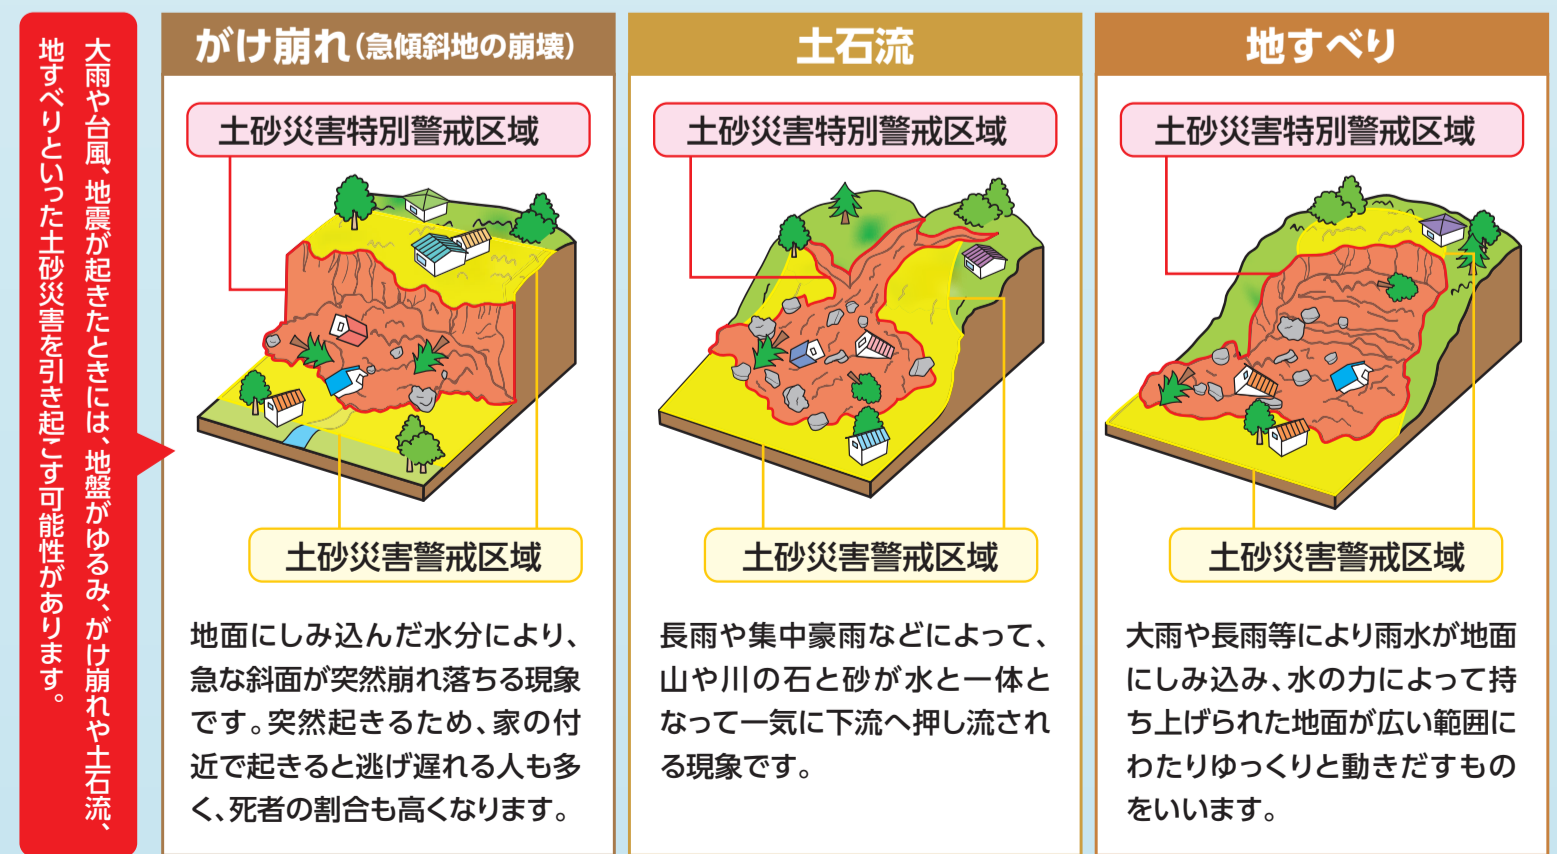 大雨や台風、地震が起きたときには、地盤がゆるみ、がけ崩れや土石流、
地すべりといった土砂災害を引き起こす可能性があります。
がけ崩れ(急傾斜地の崩壊)
土砂災害特別警戒区域
土砂災害警戒区域
地面にしみ込んだ水分により、
急な斜面が突然崩れ落ちる現象
です。突然起きるため、家の付
近で起きると逃げ遅れる人も多
く、死者の割合も高くなります。
土石流
土砂災害特別警戒区域
土砂災害警戒区域
長雨や集中豪雨などによって、
山や川の石と砂が水と一体と
なって一気に下流へ押し流され
る現象です。
地すべり
土砂災害特別警戒区域
土砂災害警戒区域
大雨や長雨等により雨水が地面
にしみ込み、水の力によって持
ち上げられた地面が広い範囲に
わたりゆっくりと動きだすもの
をいいます。